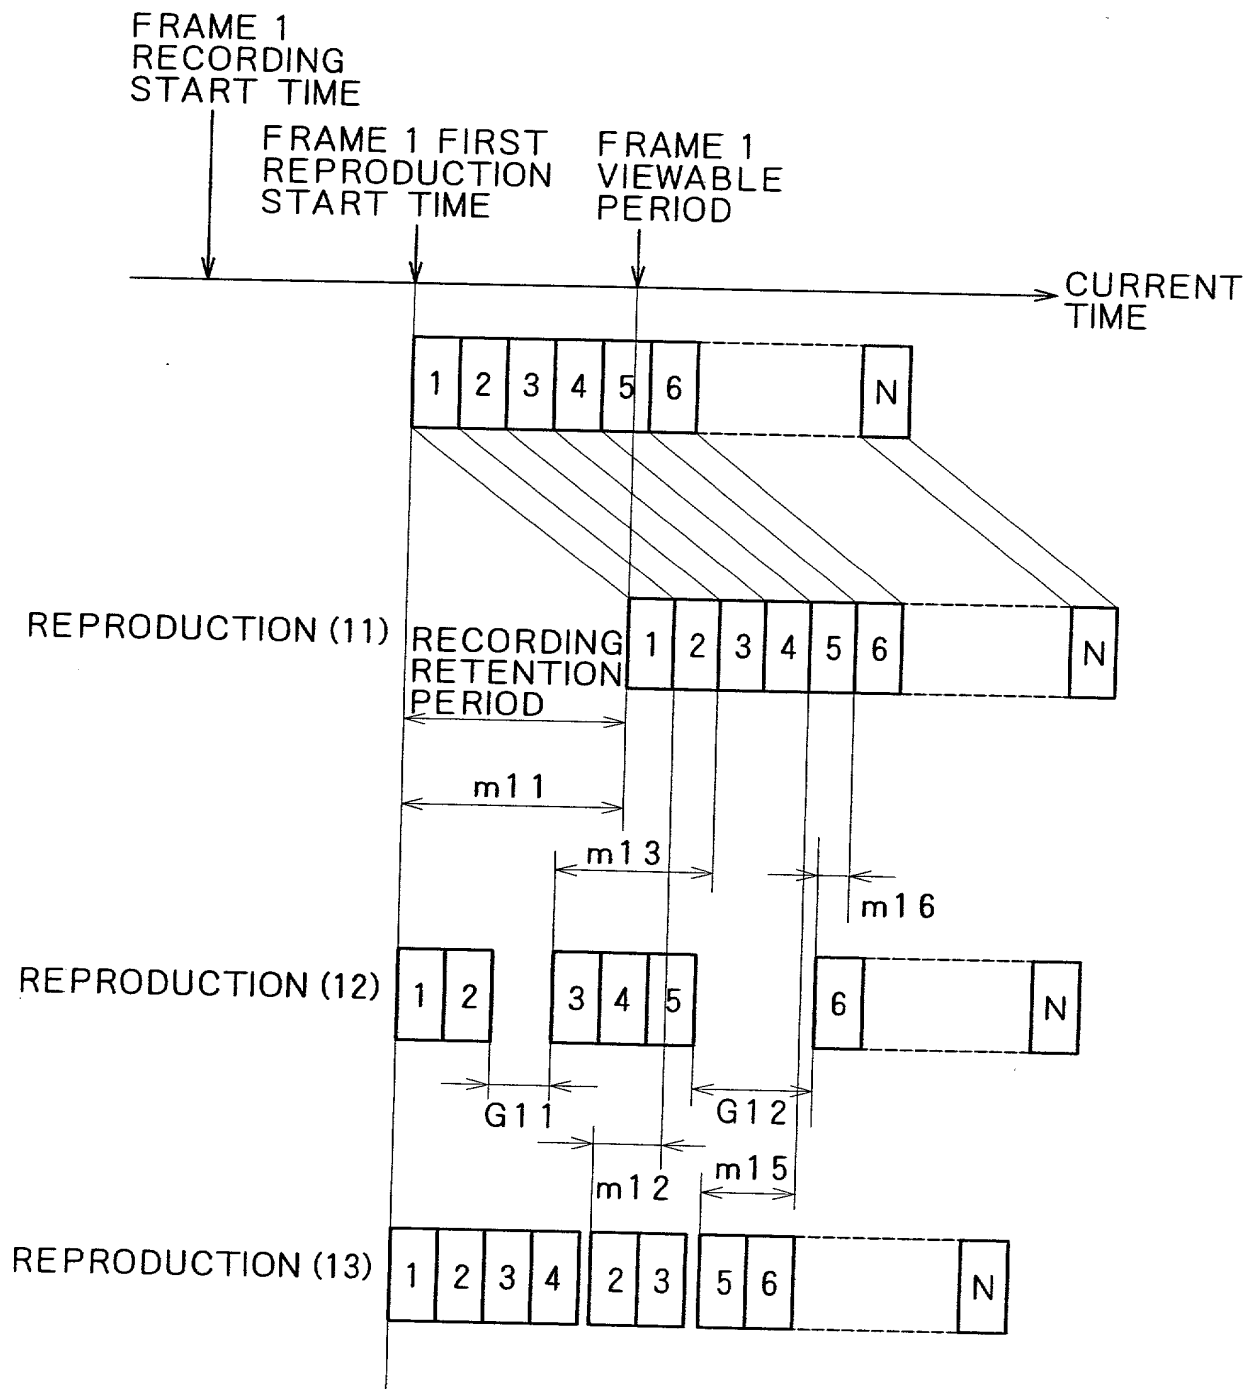 FRAME 1
RECORDING
START TIME
FRAME 1 FIRST
REPRODUCTION
START TIME
FRAME 1
VIEWABLE
PERIOD
CURRENT
TIME
1 2 3 4 5 6 N
REPRODUCTION (11)
1 2 3 4 5 6 N
RECORDING
RETENTION
PERIOD
m11
m13
m16
REPRODUCTION (12)
1 2 3 4 5 6 N
G11
G12
m12
m15
REPRODUCTION (13)
1 2 3 4 2 3 5 6 N